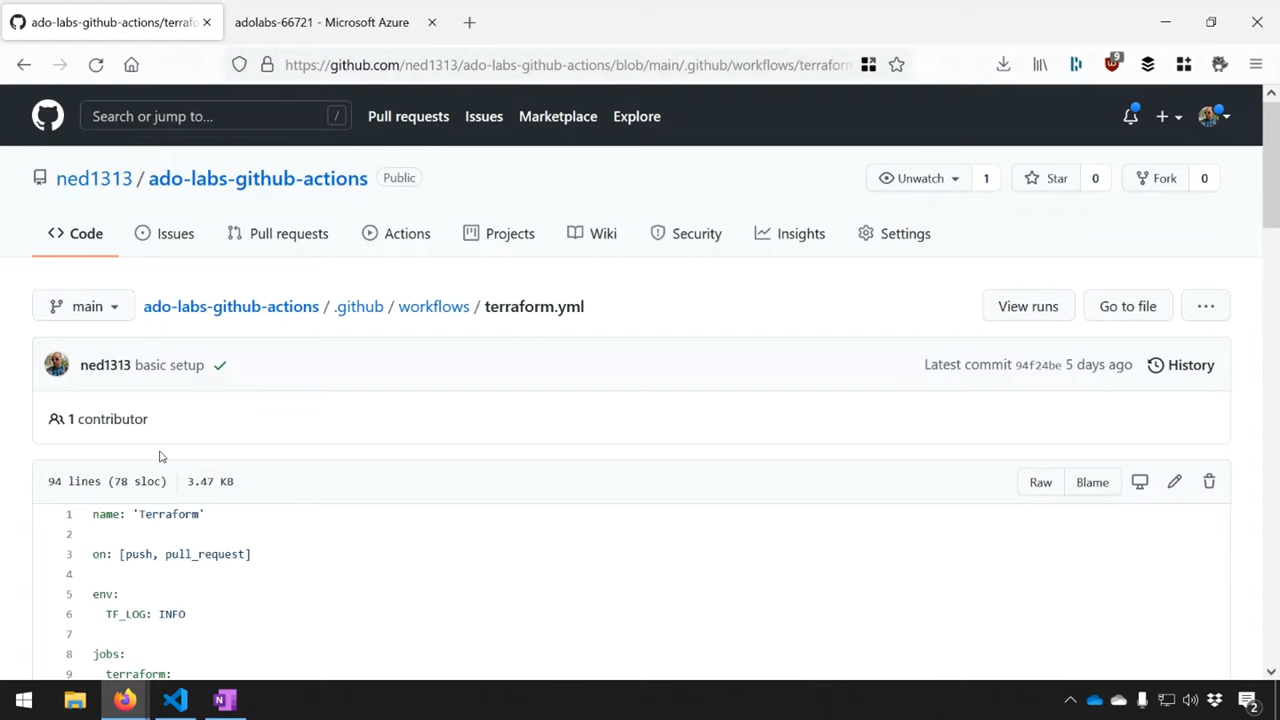 ado-labs-github-actions/terrafo
adolabs-66721 - Microsoft Azure
https://github.com/ned1313/ado-labs-github-actions/blob/main/.github/workflows/terraform
9
Search or jump to...
/
Pull requests
Issues
Marketplace
Explore
ned1313 / ado-labs-github-actions
Public
Unwatch
1
Star
0
Fork
0
Code
Issues
Pull requests
Actions
Projects
Wiki
Security
Insights
Settings
main
ado-labs-github-actions / .github / workflows / terraform.yml
View runs
Go to file
ned1313 basic setup
Latest commit 94f24be 5 days ago
History
1 contributor
94 lines (78 sloc)
3.47 KB
Raw
Blame
1 name: 'Terraform'
2
3 on: [push, pull_request]
4
5 env:
6 TF_LOG: INFO
7
8 jobs:
9 terraform:
N
2